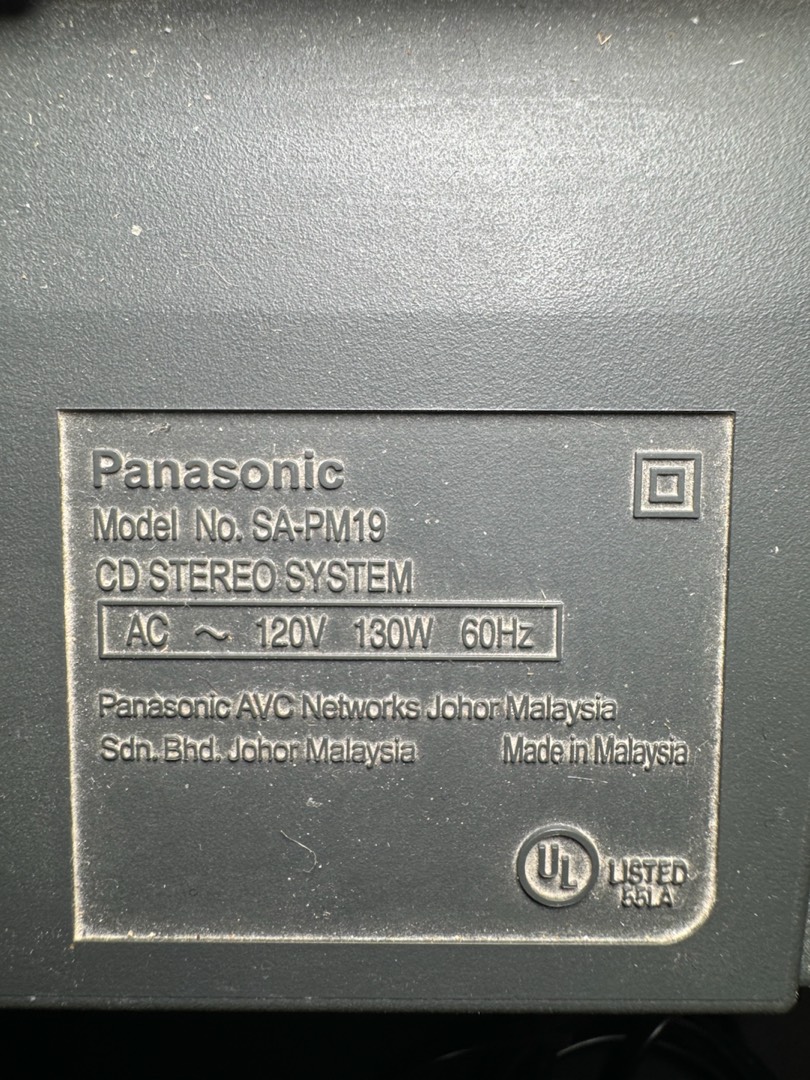 Panasonic
Model No. SA-PM19
CD STEREO SYSTEM
AC ~ 120V 130W 60Hz
Panasonic AVC Networks Johor Malaysia
Sdn. Bhd. Johor Malaysia Made in Malaysia
UL LISTED
55LA